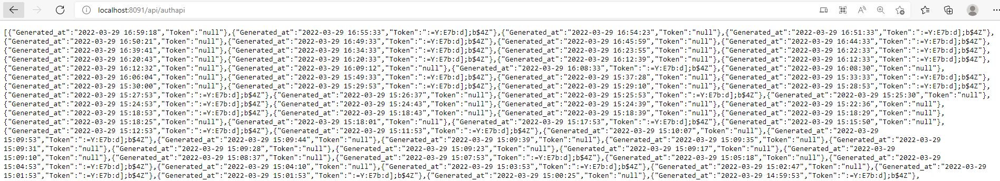 localhost:8091/api/authapi
[{"Generated_at":"2022-03-29 16:59:18","Token":"null"},{"Generated_at":"2022-03-29 16:55:33","Token":":=Y:E7b:d];b$4Z"},{"Generated_at":"2022-03-29 16:54:23","Token":"null"},{"Generated_at":"2022-03-29 16:51:33","Token":":=Y:E7b:d];b$4Z"},
{"Generated_at":"2022-03-29 16:50:21","Token":"null"},{"Generated_at":"2022-03-29 16:49:33","Token":":=Y:E7b:d];b$4Z"},{"Generated_at":"2022-03-29 16:45:59","Token":"null"},{"Generated_at":"2022-03-29 16:44:33","Token":":=Y:E7b:d];b$4Z"},
{"Generated_at":"2022-03-29 16:39:41","Token":"null"},{"Generated_at":"2022-03-29 16:34:33","Token":":=Y:E7b:d];b$4Z"},{"Generated_at":"2022-03-29 16:23:55","Token":"null"},{"Generated_at":"2022-03-29 16:22:33","Token":":=Y:E7b:d];b$4Z"},
{"Generated_at":"2022-03-29 16:20:43","Token":"null"},{"Generated_at":"2022-03-29 16:20:33","Token":":=Y:E7b:d];b$4Z"},{"Generated_at":"2022-03-29 16:12:39","Token":"null"},{"Generated_at":"2022-03-29 16:12:33","Token":":=Y:E7b:d];b$4Z"},
{"Generated_at":"2022-03-29 16:12:32","Token":"null"},{"Generated_at":"2022-03-29 16:09:12","Token":"null"},{"Generated_at":"2022-03-29 16:08:33","Token":":=Y:E7b:d];b$4Z"},{"Generated_at":"2022-03-29 16:08:30","Token":"null"},
{"Generated_at":"2022-03-29 16:06:04","Token":"null"},{"Generated_at":"2022-03-29 15:49:33","Token":":=Y:E7b:d];b$4Z"},{"Generated_at":"2022-03-29 15:37:28","Token":"null"},{"Generated_at":"2022-03-29 15:33:33","Token":":=Y:E7b:d];b$4Z"},
{"Generated_at":"2022-03-29 15:30:00","Token":"null"},{"Generated_at":"2022-03-29 15:29:53","Token":":=Y:E7b:d];b$4Z"},{"Generated_at":"2022-03-29 15:29:10","Token":"null"},{"Generated_at":"2022-03-29 15:28:53","Token":":=Y:E7b:d];b$4Z"},
{"Generated_at":"2022-03-29 15:27:53","Token":":=Y:E7b:d];b$4Z"},{"Generated_at":"2022-03-29 15:26:37","Token":"null"},{"Generated_at":"2022-03-29 15:25:53","Token":":=Y:E7b:d];b$4Z"},{"Generated_at":"2022-03-29 15:25:30","Token":"null"},
{"Generated_at":"2022-03-29 15:24:53","Token":":=Y:E7b:d];b$4Z"},{"Generated_at":"2022-03-29 15:24:43","Token":"null"},{"Generated_at":"2022-03-29 15:24:39","Token":"null"},{"Generated_at":"2022-03-29 15:22:36","Token":"null"},
{"Generated_at":"2022-03-29 15:18:53","Token":":=Y:E7b:d];b$4Z"},{"Generated_at":"2022-03-29 15:18:43","Token":"null"},{"Generated_at":"2022-03-29 15:18:39","Token":"null"},{"Generated_at":"2022-03-29 15:18:29","Token":"null"},
{"Generated_at":"2022-03-29 15:18:25","Token":"null"},{"Generated_at":"2022-03-29 15:18:01","Token":"null"},{"Generated_at":"2022-03-29 15:17:53","Token":":=Y:E7b:d];b$4Z"},{"Generated_at":"2022-03-29 15:15:50","Token":"null"},
{"Generated_at":"2022-03-29 15:12:53","Token":":=Y:E7b:d];b$4Z"},{"Generated_at":"2022-03-29 15:11:53","Token":":=Y:E7b:d];b$4Z"},{"Generated_at":"2022-03-29 15:10:07","Token":"null"},{"Generated_at":"2022-03-29
15:09:53","Token":":=Y:E7b:d];b$4Z"},{"Generated_at":"2022-03-29 15:09:44","Token":"null"},{"Generated_at":"2022-03-29 15:09:39","Token":"null"},{"Generated_at":"2022-03-29 15:09:35","Token":"null"},{"Generated_at":"2022-03-29
15:09:31","Token":"null"},{"Generated_at":"2022-03-29 15:09:28","Token":"null"},{"Generated_at":"2022-03-29 15:09:23","Token":"null"},{"Generated_at":"2022-03-29 15:09:17","Token":"null"},{"Generated_at":"2022-03-29
15:09:10","Token":"null"},{"Generated_at":"2022-03-29 15:08:37","Token":"null"},{"Generated_at":"2022-03-29 15:07:53","Token":":=Y:E7b:d];b$4Z"},{"Generated_at":"2022-03-29 15:05:18","Token":"null"},{"Generated_at":"2022-03-29
15:04:53","Token":":=Y:E7b:d];b$4Z"},{"Generated_at":"2022-03-29 15:04:10","Token":"null"},{"Generated_at":"2022-03-29 15:03:53","Token":":=Y:E7b:d];b$4Z"},{"Generated_at":"2022-03-29 15:02:47","Token":"null"},{"Generated_at":"2022-03-29
15:01:53","Token":":=Y:E7b:d];b$4Z"},{"Generated_at":"2022-03-29 15:01:53","Token":":=Y:E7b:d];b$4Z"},{"Generated_at":"2022-03-29 15:00:25","Token":"null"},{"Generated_at":"2022-03-29 14:59:53","Token":":=Y:E7b:d];b$4Z"},